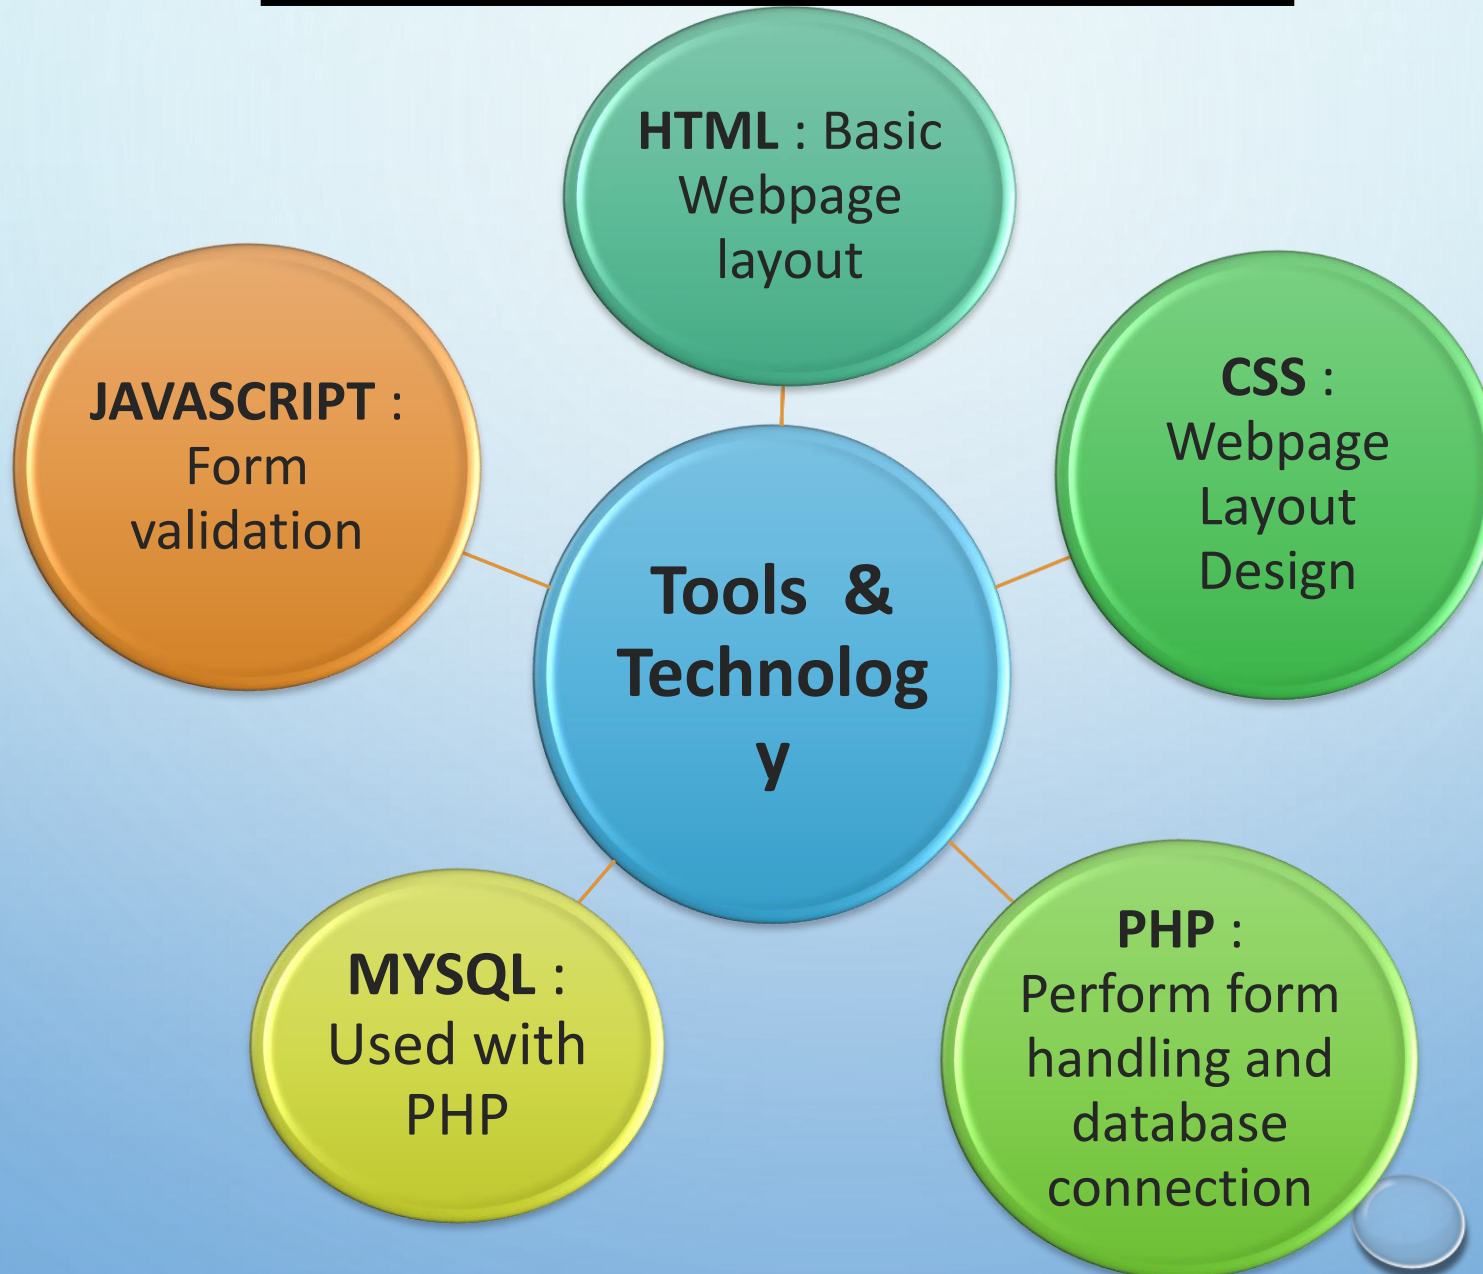 HTML : Basic
Webpage
layout
JAVASCRIPT :
Form
validation
CSS :
Webpage
Layout
Design
Tools & 
Technolog
y
MYSQL :
Used with
PHP
PHP :
Perform form
handling and
database
connection